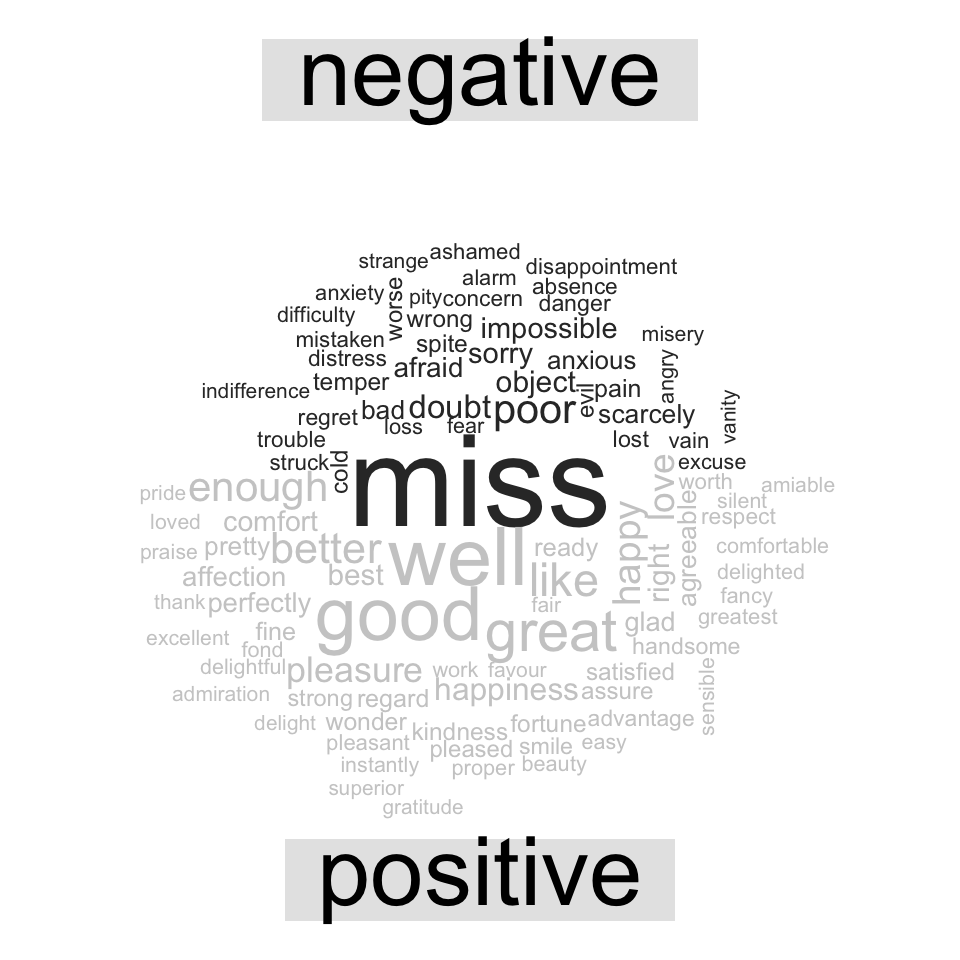 negative
ashamed
strange
disappointment
alarm
absence
anxiety
worse
pity
concern
danger
difficulty
wrong
impossible
mistaken
misery
spite
sorry
distress
afraid
anxious
angry
temper
object
indifference
evil
pain
regret
bad
doubt
poor
scarcely
vanity
loss
fear
trouble
lost
vain
struck
cold
miss
excuse
pride
enough
love
worth
amiable
silent
loved
comfort
happy
agreeable
respect
praise
pretty
better
well
ready
right
comfortable
affection
best
like
delighted
thank
perfectly
good
fair
fancy
great
glad
greatest
excellent
fine
fond
handsome
delightful
pleasure
work
favour
satisfied
sensible
admiration
strong
regard
happiness
assure
delight
wonder
kindness
fortune
advantage
pleasant
pleased
smile
easy
instantly
proper
beauty
superior
gratitude
positive